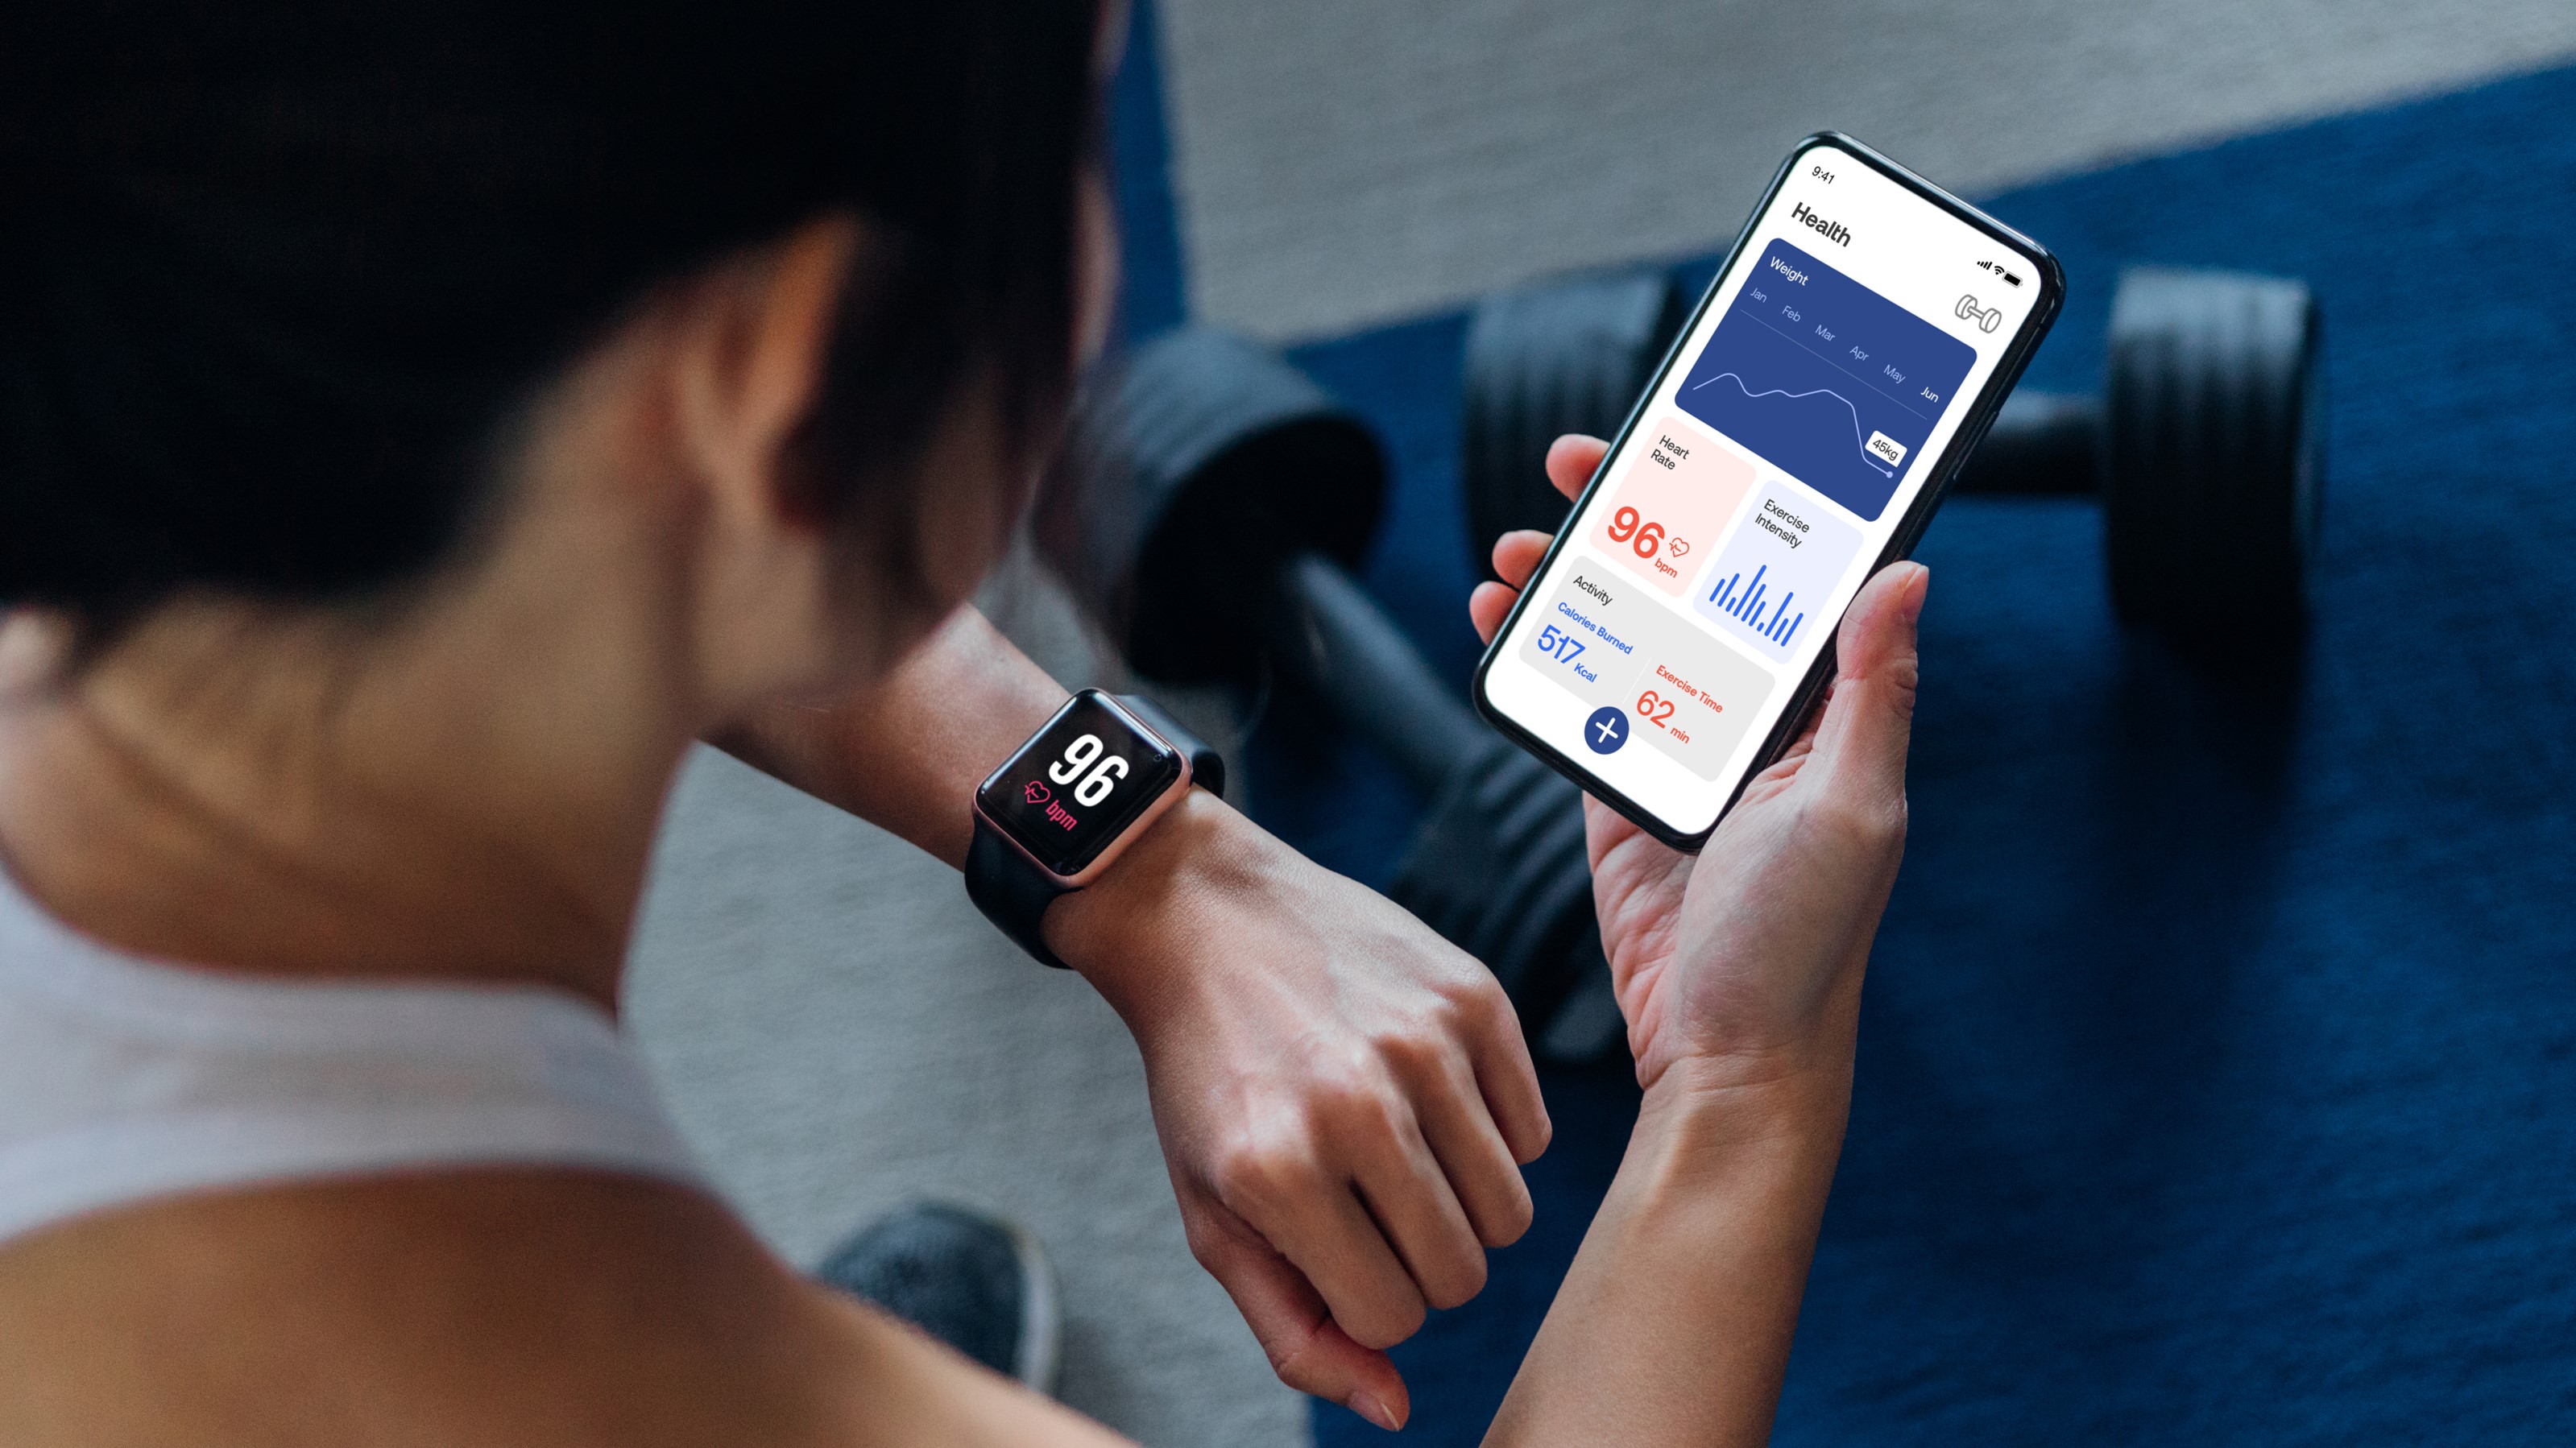 9:41
Health
Weight
Jan Feb Mar Apr May Jun
45kg
Heart
Rate
96 bpm
Exercise
Intensity
Activity
Calories Burned
517 Kcal
Exercise Time
62 min
96
bpm